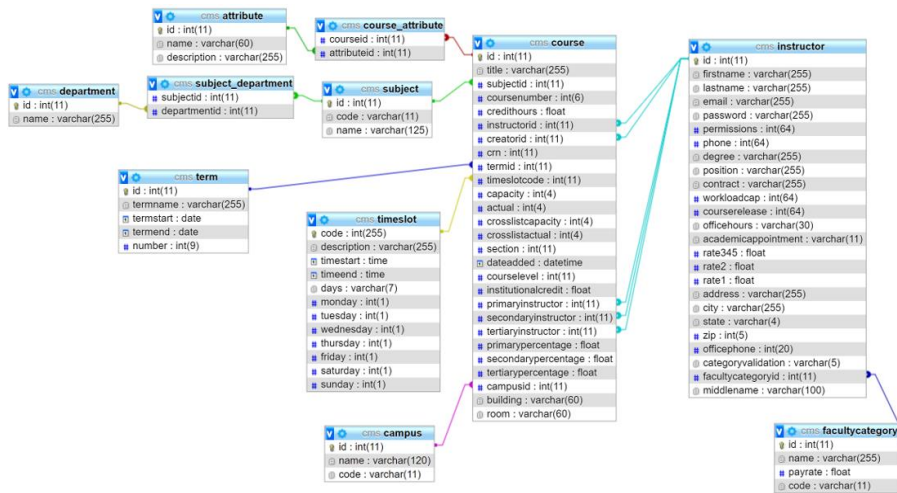 cms attribute
id : int(11)
name : varchar(60)
description : varchar(255)
cms course_attribute
courseid : int(11)
attributeid : int(11)
cms department
id : int(11)
name : varchar(255)
cms subject_department
subjectid : int(11)
departmentid : int(11)
cms subject
id : int(11)
code : varchar(11)
name : varchar(125)
cms term
id : int(11)
termname : varchar(255)
termstart : date
termend : date
number : int(9)
cms timeslot
code : int(255)
description : varchar(255)
timestart : time
timeend : time
days : varchar(7)
monday : int(1)
tuesday : int(1)
wednesday : int(1)
thursday : int(1)
friday : int(1)
saturday : int(1)
sunday : int(1)
cms campus
id : int(11)
name : varchar(120)
code : varchar(11)
cms course
id : int(11)
title : varchar(255)
subjectid : int(11)
coursenumber : int(6)
credithours : float
instructorid : int(11)
creatorid : int(11)
crn : int(11)
termid : int(11)
timeslotcode : int(11)
capacity : int(4)
actual : int(4)
crosslistcapacity : int(4)
crosslistactual : int(4)
section : int(11)
dateadded : datetime
courselevel : int(11)
institutionalcredit : float
primaryinstructor : int(11)
secondaryinstructor : int(11)
tertiaryinstructor : int(11)
primarypercentage : float
secondarypercentage : float
tertiarypercentage : float
campusid : int(11)
building : varchar(60)
room : varchar(60)
cms instructor
id : int(11)
firstname : varchar(255)
lastname : varchar(255)
email : varchar(255)
password : varchar(255)
permissions : int(64)
phone : int(64)
degree : varchar(255)
position : varchar(255)
contract : varchar(255)
workloadcap : int(64)
courserelease : int(64)
officehours : varchar(30)
academicappointment : varchar(11)
rate345 : float
rate2 : float
rate1 : float
address : varchar(255)
city : varchar(255)
state : varchar(4)
zip : int(5)
officephone : int(20)
categoryvalidation : varchar(5)
facultycategoryid : int(11)
middlename : varchar(100)
cms facultycategory
id : int(11)
name : varchar(255)
payrate : float
code : varchar(11)